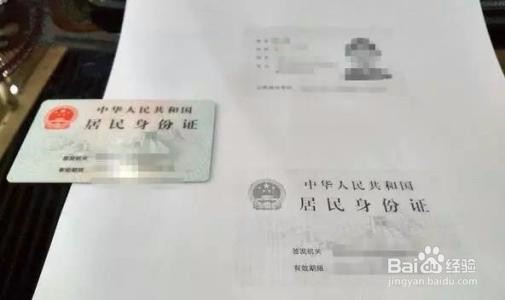 中华人民共和国
居民身份证
签发机关
有效期限
中华人民共和国
居民身份证
签发机关
有效期限
Baidu经验
jingyan.baidu.com